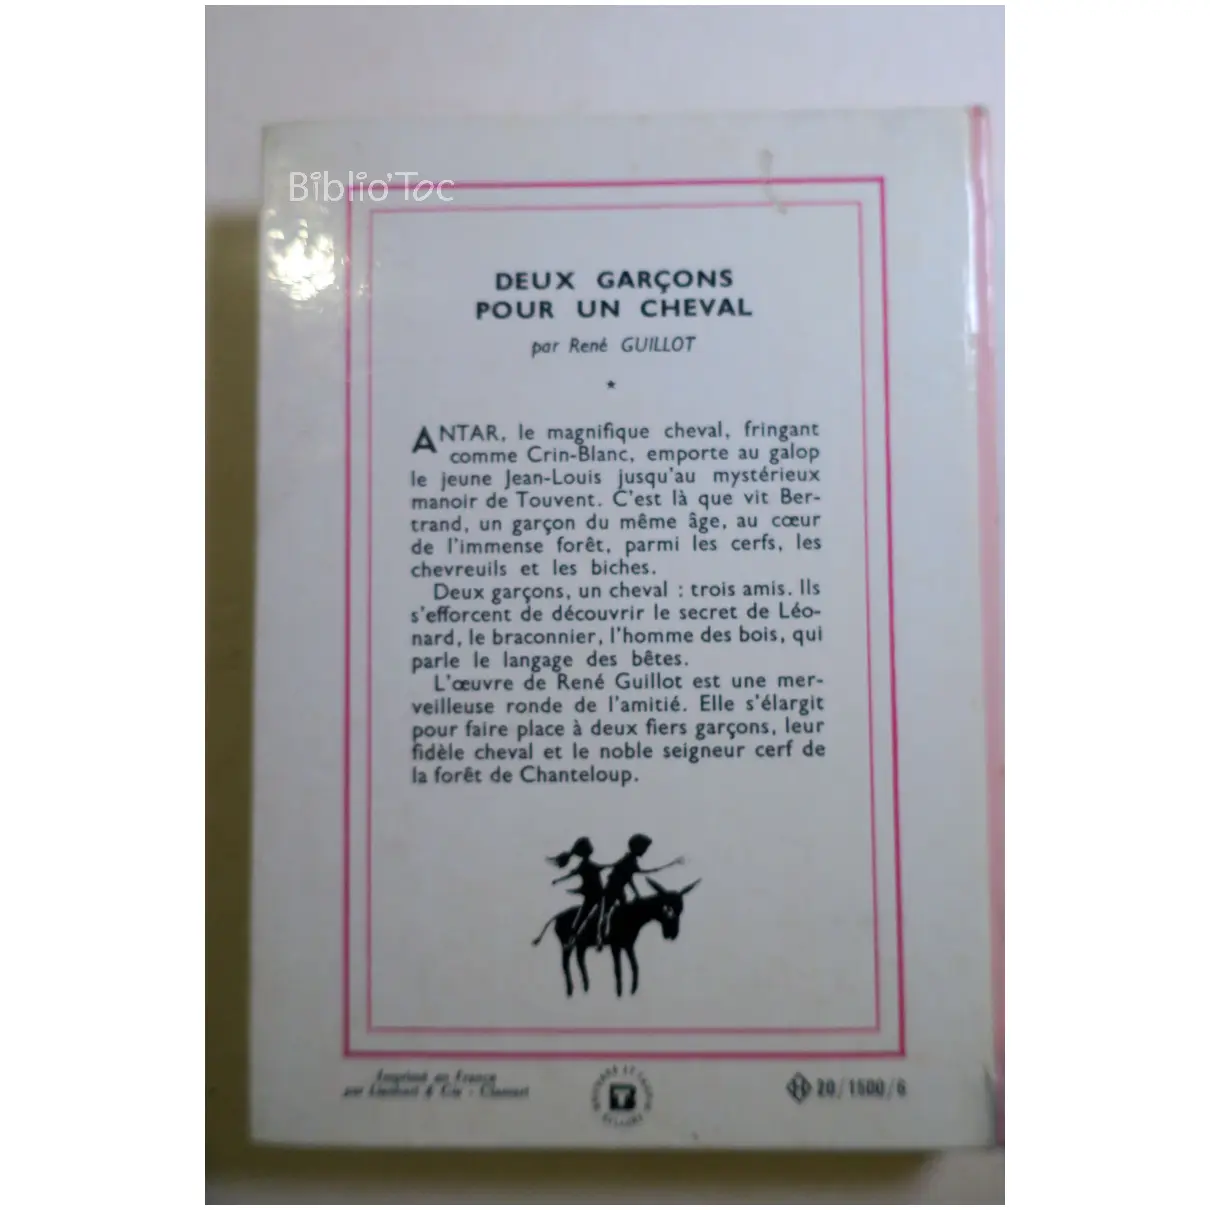 Biblio'Toc
DEUX GARÇONS
POUR UN CHEVAL
par René GUILLOT
*
ANTAR, le magnifique cheval, fringant
comme Crin-Blanc, emporte au galop
le jeune Jean-Louis jusqu'au mystérieux
manoir de Touvent. C'est là que vit Ber-
trand, un garçon du même âge, au cœur
de l'immense forêt, parmi les cerfs, les
chevreuils et les biches.
Deux garçons, un cheval : trois amis. Ils
s'efforcent de découvrir le secret de Léo-
nard, le braconnier, l'homme des bois, qui
parle le langage des bêtes.
L'œuvre de René Guillot est une mer-
veilleuse ronde de l'amitié. Elle s'élargit
pour faire place à deux fiers garçons, leur
fidèle cheval et le noble seigneur cerf de
la forêt de Chanteloup.
Imprimé en France
par & Cie - Clamart
20/1500/6